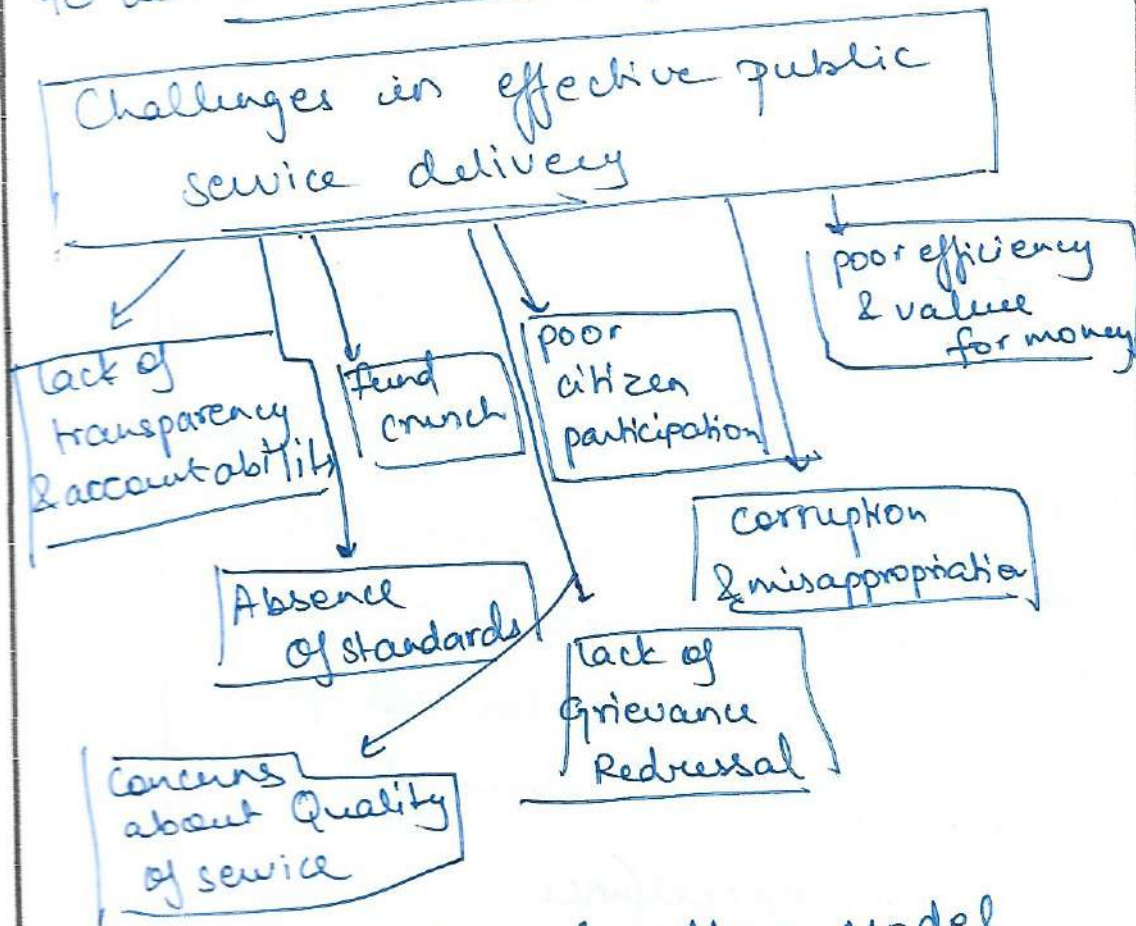 Challenges in effective public
service delivery
poor efficiency
& value
for money
lack of
transparency
& accountability
Fund
crunch
poor
citizen
participation
corruption
& misappropriation
Absence
of standards
lack of
Grievance
Redressal
Concerns
about Quality
of service
Model